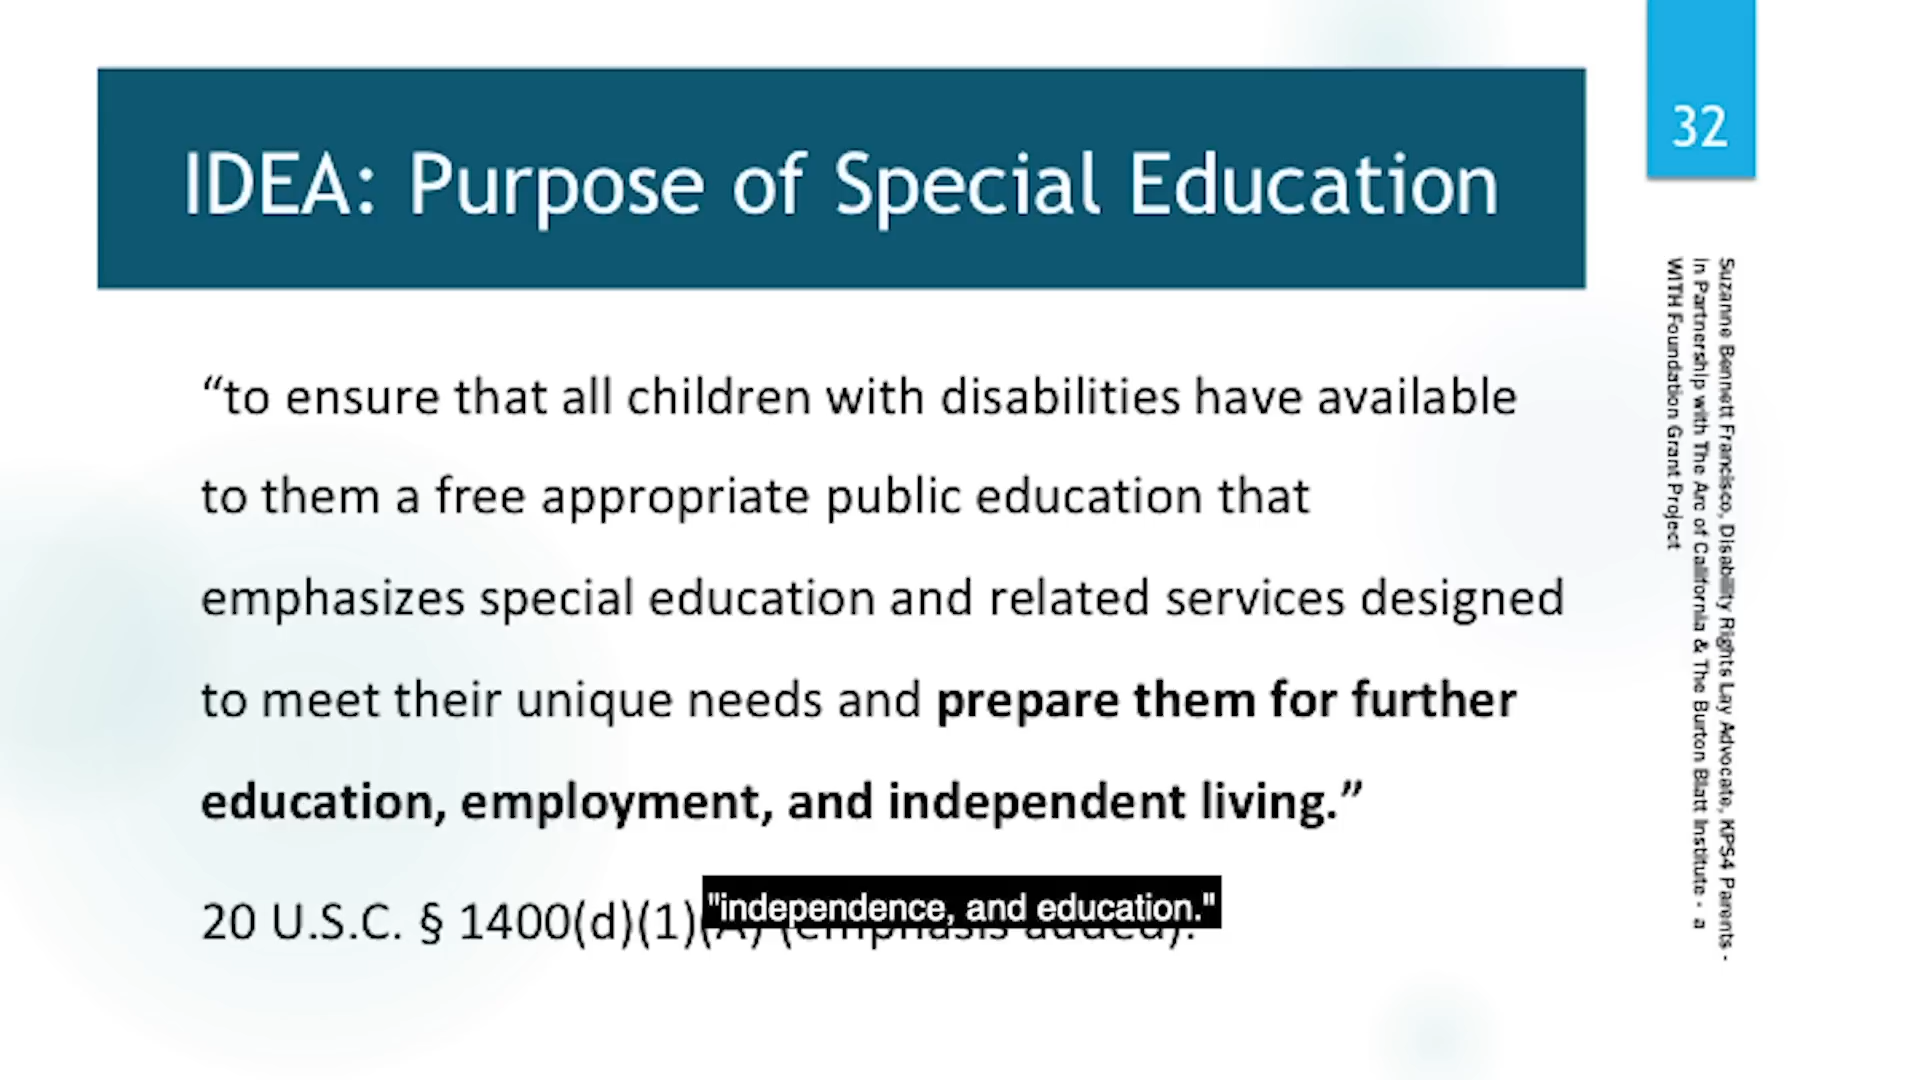 32
IDEA: Purpose of Special Education
“to ensure that all children with disabilities have available
to them a free appropriate public education that
emphasizes special education and related services designed
to meet their unique needs and prepare them for further
education, employment, and independent living.”
20 U.S.C. § 1400(d)(1)(A) (emphasis added).
"independence, and education."
Suzanne Bennett Francisco, Disability Rights Lay Advocate, KPS4 Parents -
in Partnership with The Arc of California & The Burton Blatt Institute - a
WITH Foundation Grant Project